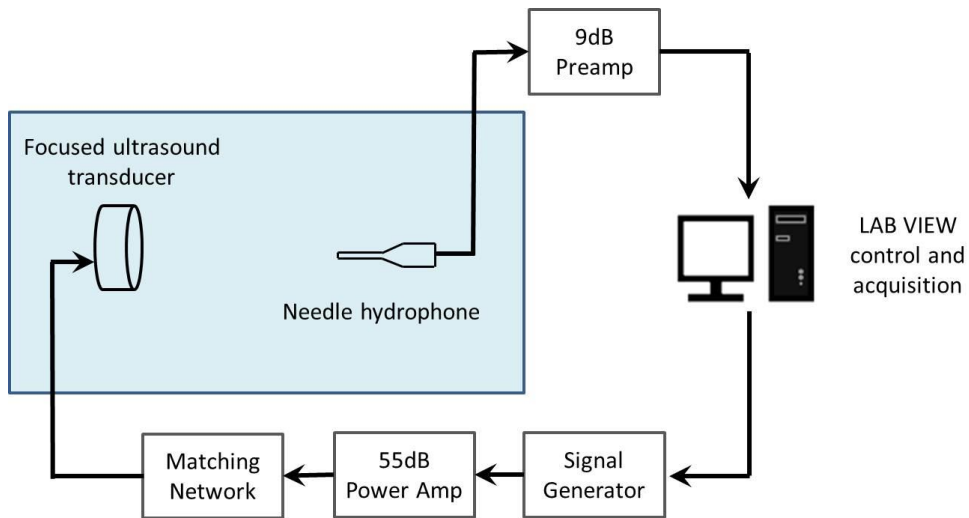 9dB
Preamp
Focused ultrasound
transducer
LAB VIEW
control and
acquisition
Needle hydrophone
Matching
Network
55dB
Power Amp
Signal
Generator